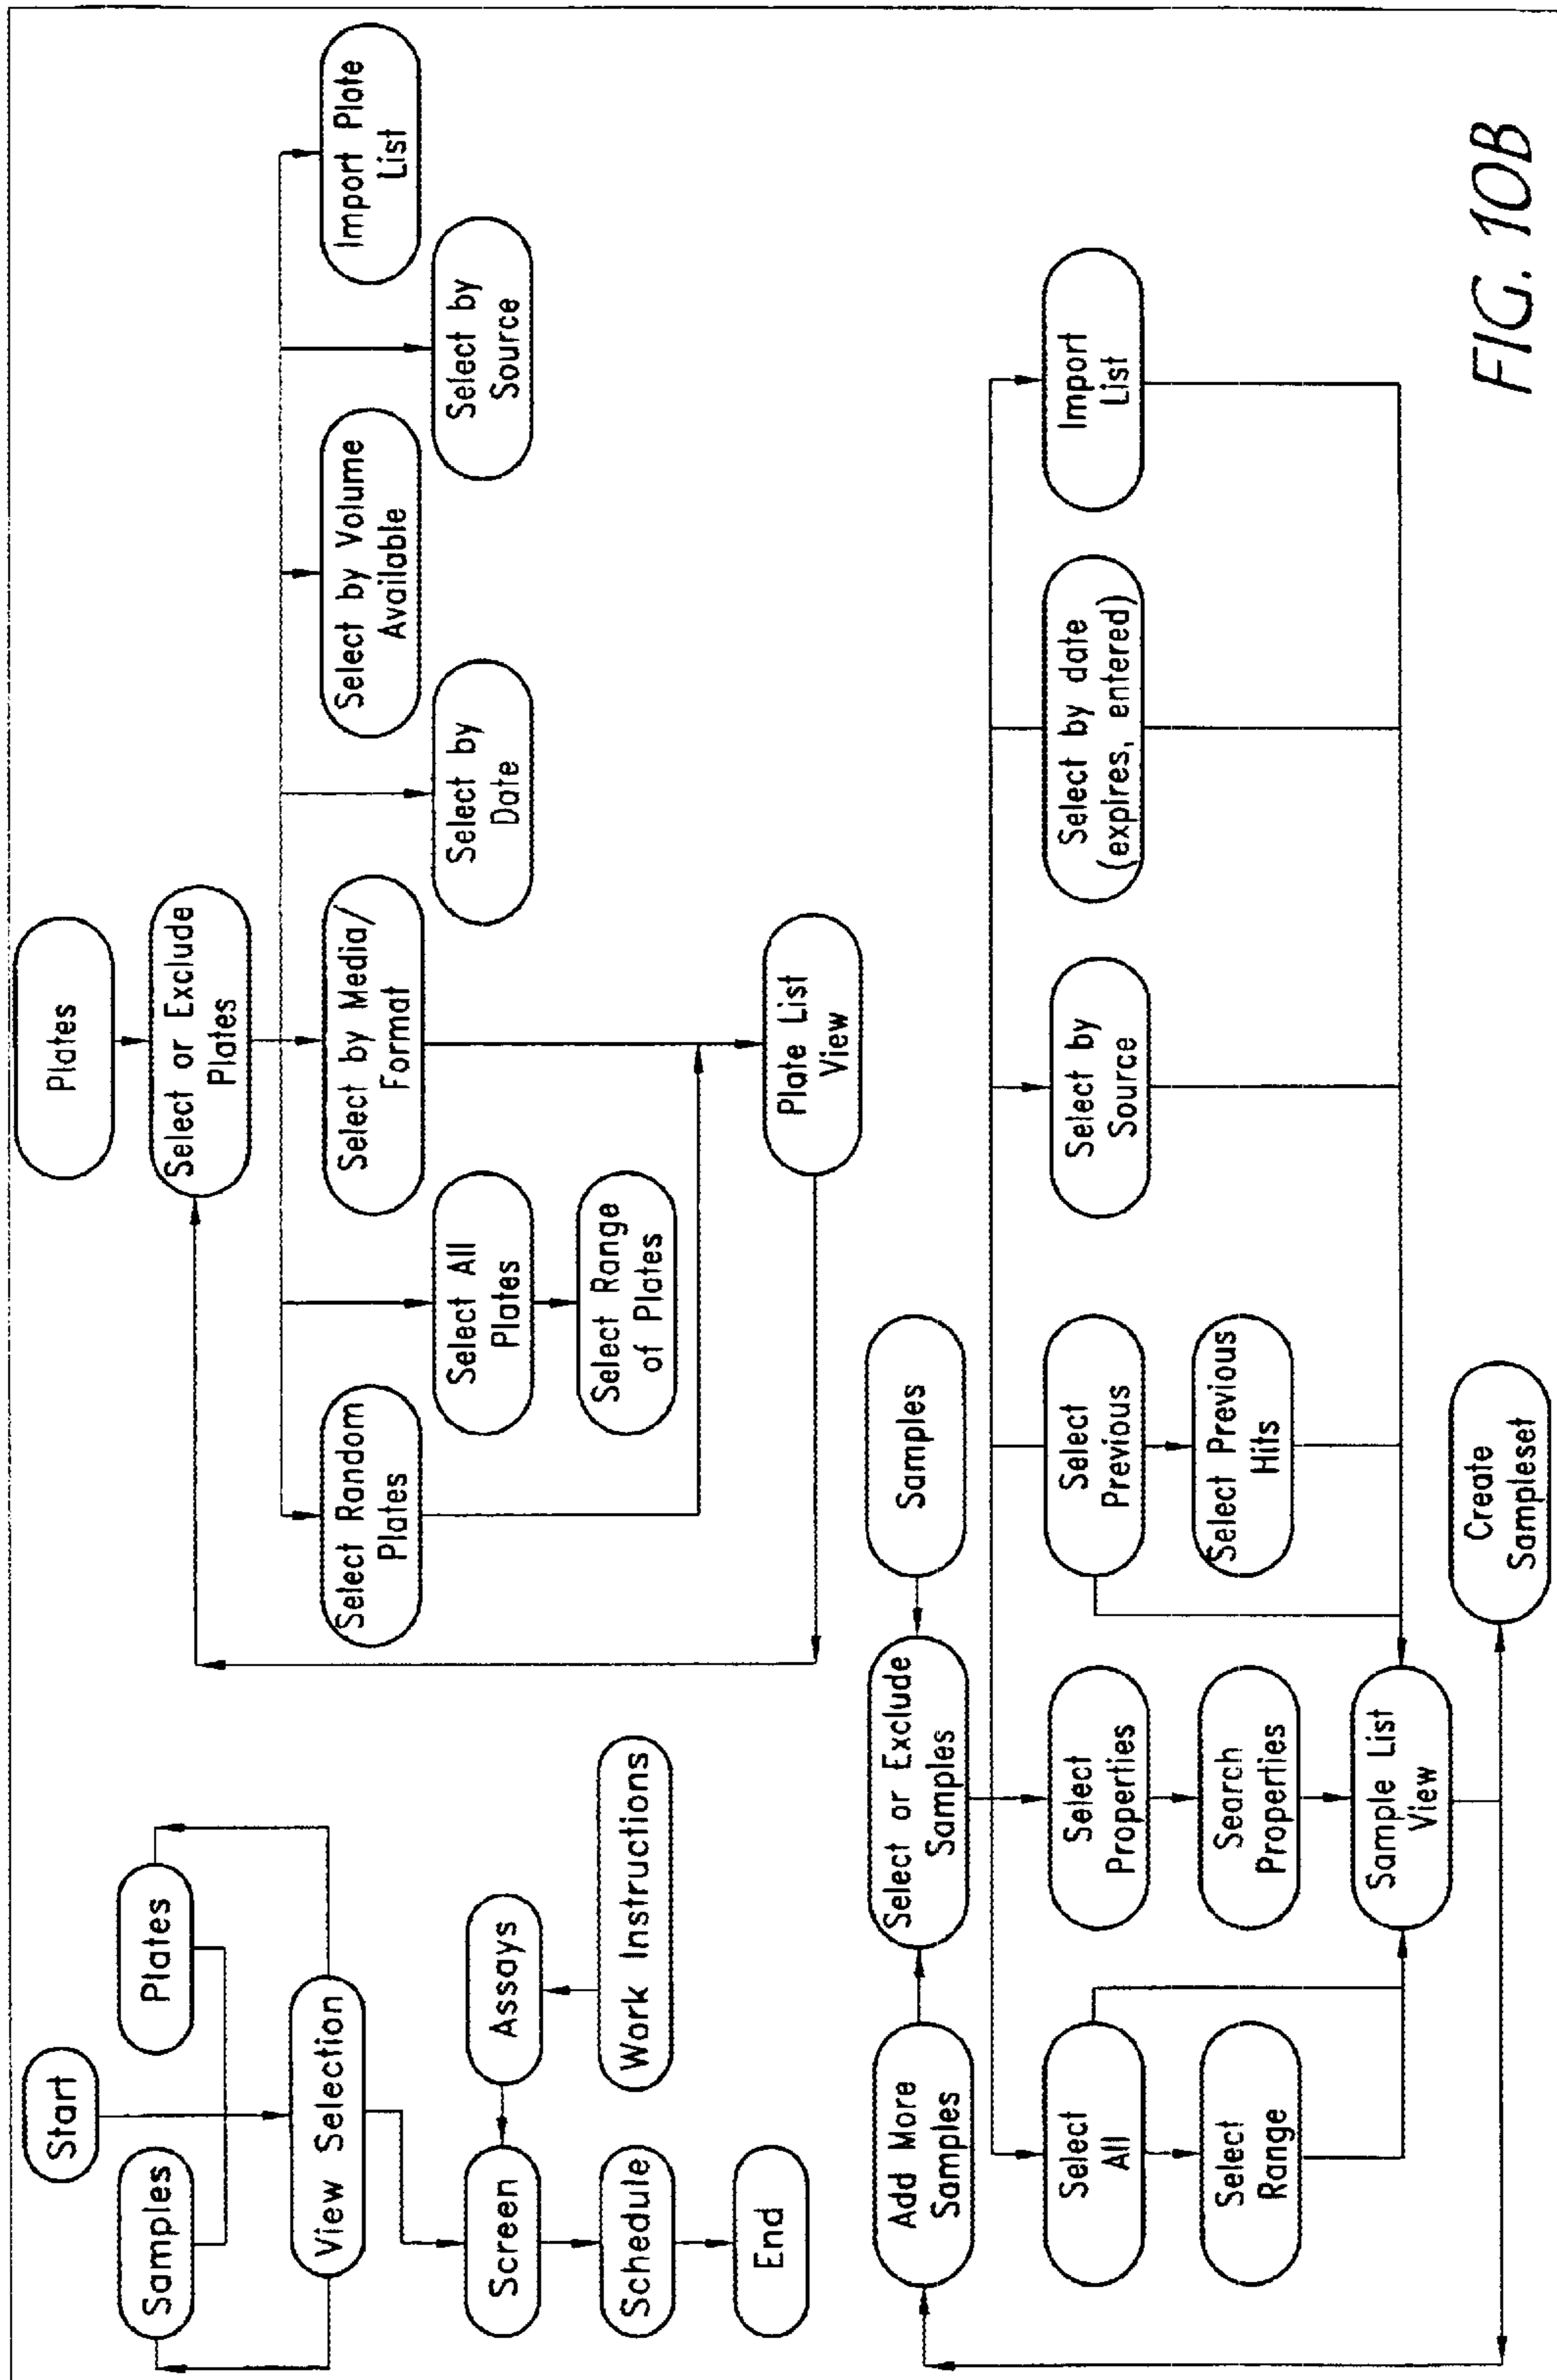 Start
Samples
Plates
View Selection
Screen
Assays
Schedule
Work Instructions
End
Plates
Select or Exclude
Plates
Select Random
Plates
Select by Media/
Format
Select by Volume
Available
Import Plate
List
Select All
Plates
Select by
Date
Select by
Source
Select Range
of Plates
Plate List
View
Add More
Samples
Select or Exclude
Samples
Samples
Select
All
Select
Properties
Select
Previous
Select by
Source
Select by date
(expires, entered)
Import
List
Select
Range
Search
Properties
Select Previous
Hits
Sample List
View
Create
Sampleset
FIG. 10B